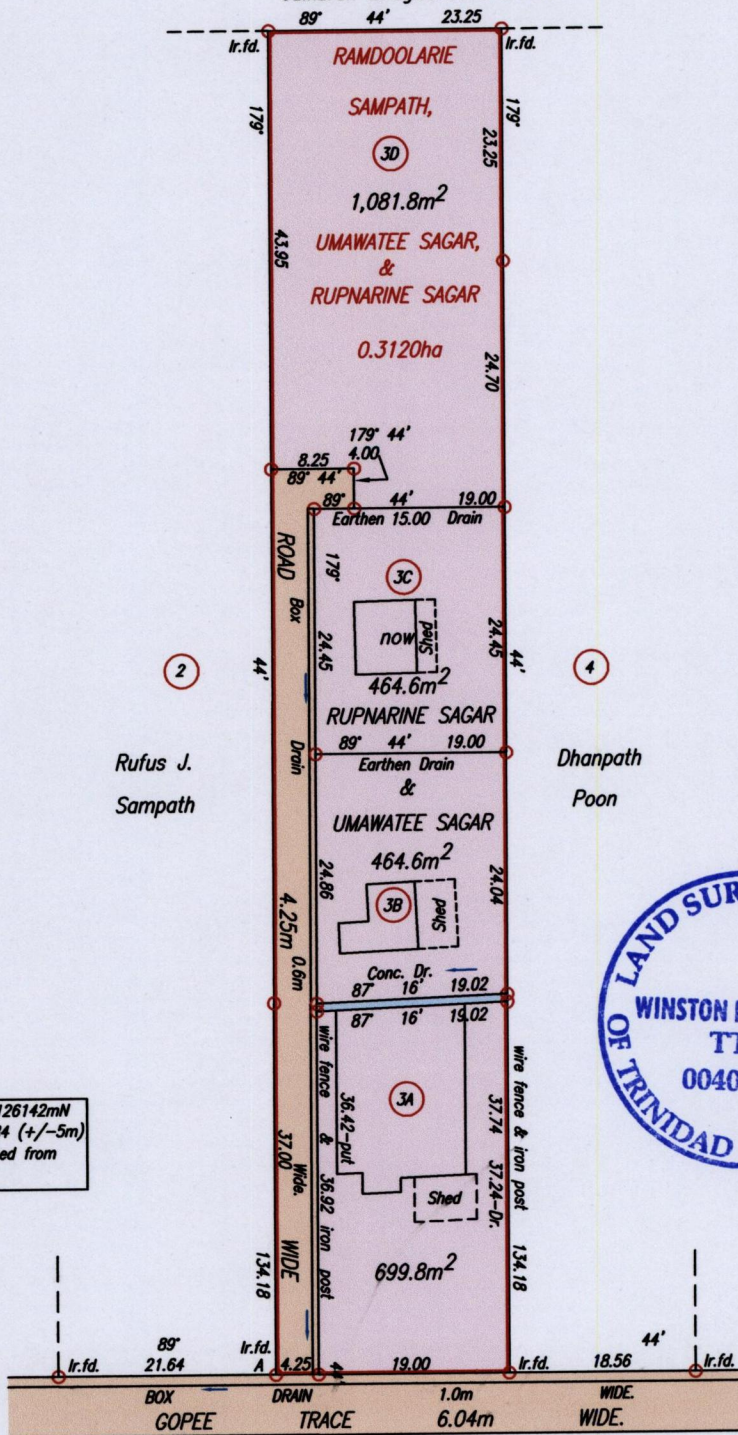 89° 44' 23.25
Ir.fd.
Ir.fd.
RAMDOOLARIE
SAMPATH,
3D
1,081.8m²
UMAWATEE SAGAR,
&
RUPNARINE SAGAR
0.3120ha
179°
43.95
179°
23.25
24.70
179° 44'
4.00
8.25
89° 44'
89° 44' 19.00
Earthen 15.00 Drain
ROAD
Box
179°
3C
now
Shed
24.45
24.45
44'
44'
2
4
464.6m²
RUPNARINE SAGAR
89° 44' 19.00
Earthen Drain
&
Rufus J.
Sampath
Dhanpath
Poon
Drain
UMAWATEE SAGAR
464.6m²
24.86
24.04
3B
Shed
4.25m
0.6m
Conc. Dr.
87° 16' 19.02
87° 16' 19.02
LAND SUR
WINSTON
TT
0040
OF TRINIDAD
wire fence & iron post
wire fence & iron post
3A
36.42-put
37.74
37.24-Dr.
126142mN
4 (+/-5m)
ed from
37.00
Wide.
36.92
Shed
WIDE
699.8m²
134.18
134.18
89°
44'
44'
Ir.fd. 21.64
Ir.fd.
A 4.25
19.00
Ir.fd. 18.56
Ir.fd.
BOX DRAIN 1.0m WIDE.
GOPEE TRACE 6.04m WIDE.